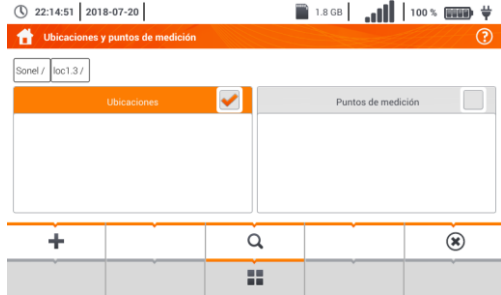 22:14:51 2018-07-20 1.8 GB 100 %
Ubicaciones y puntos de medición
Sonel / loc1.3 /
Ubicaciones Puntos de medición